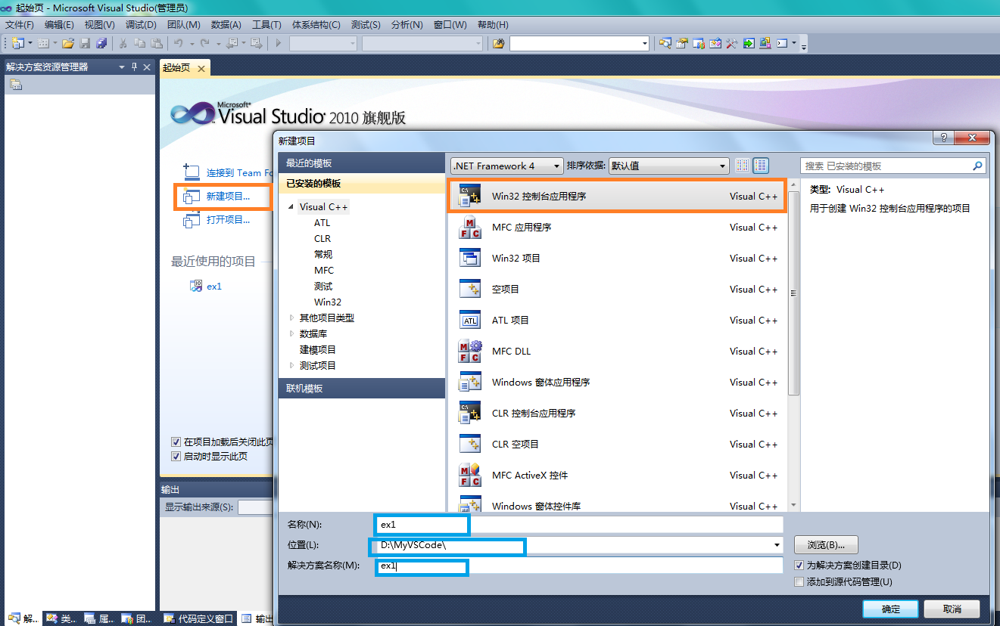 起始页 - Microsoft Visual Studio(管理员)
文件(F) 编辑(E) 视图(V) 调试(D) 团队(M) 数据(A) 工具(T) 体系结构(C) 测试(S) 分析(N) 窗口(W) 帮助(H)
解决方案资源管理器
起始页
Microsoft®
Visual Studio 2010 旗舰版
连接到 Team Fo
新建项目...
打开项目...
最近使用的项目
ex1
在项目加载后关闭此页
启动时显示此页
输出
显示输出来源(S):
新建项目
最近的模板
已安装的模板
Visual C++
ATL
CLR
常规
MFC
测试
Win32
其他项目类型
数据库
建模项目
测试项目
联机模板
.NET Framework 4 排序依据: 默认值
搜索 已安装的模板
Win32 控制台应用程序 Visual C++
MFC 应用程序 Visual C++
Win32 项目 Visual C++
空项目 Visual C++
ATL 项目 Visual C++
MFC DLL Visual C++
Windows 窗体应用程序 Visual C++
CLR 控制台应用程序 Visual C++
CLR 空项目 Visual C++
MFC ActiveX 控件 Visual C++
Windows 窗体控件库 Visual C++
类型: Visual C++
用于创建 Win32 控制台应用程序的项目
名称(N): ex1
位置(L): D:\MyVSCode\ 浏览(B)...
解决方案名称(M): ex1 为解决方案创建目录(D)
添加到源代码管理(U)
确定 取消
解... 类... 属... 团... 代码定义窗口 输出